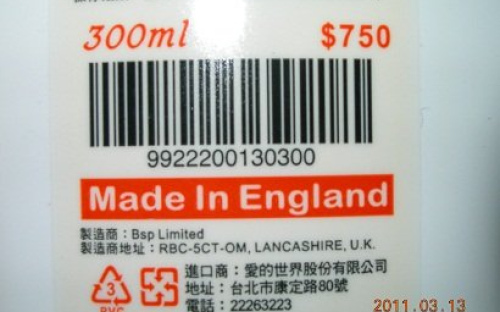 300ml $750
9922200130300
Made In England
製造商：Bsp Limited
製造商地址：RBC-5CT-OM, LANCASHIRE, U.K.
進口商：愛的世界股份有限公司
地址：台北市康定路80號
電話：22263223
3
PVC
2011.03.13